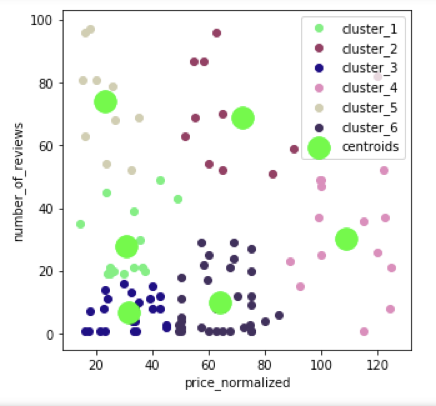 100
80
60
40
20
0
number_of_reviews
20
40
60
80
100
120
price_normalized
cluster_1
cluster_2
cluster_3
cluster_4
cluster_5
cluster_6
centroids